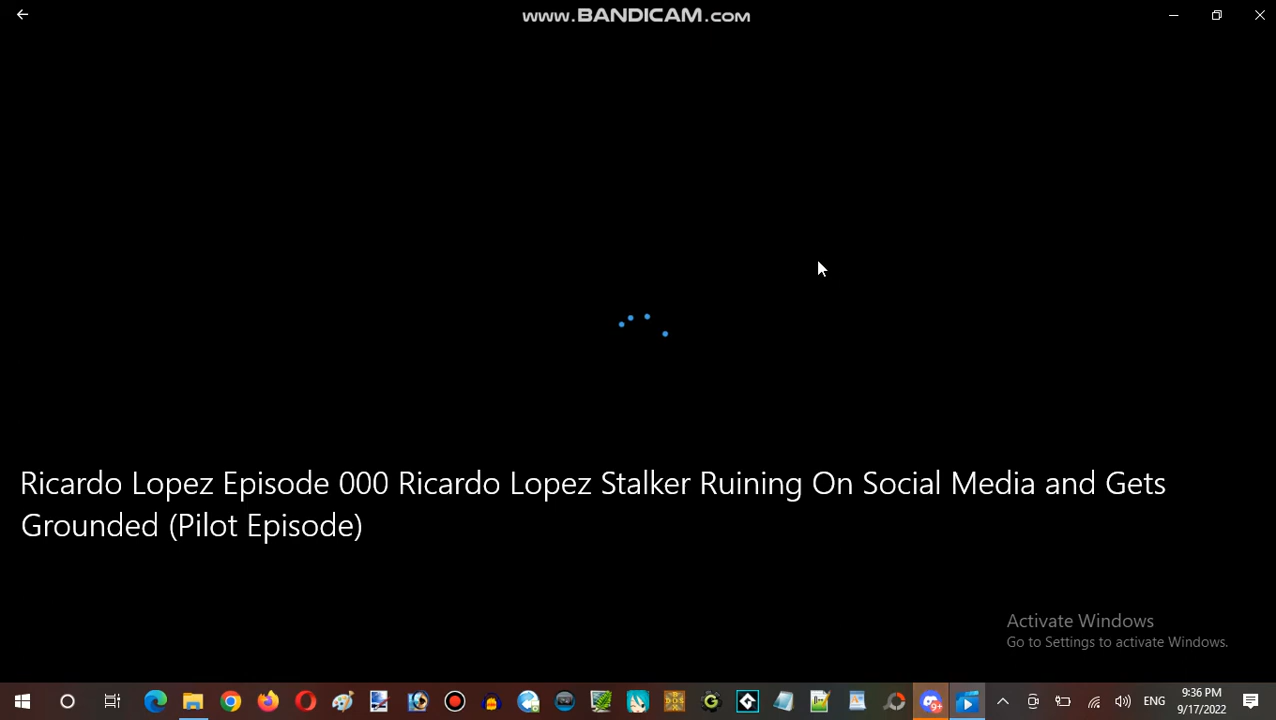 www.BANDICAM.com
Ricardo Lopez Episode 000 Ricardo Lopez Stalker Ruining On Social Media and Gets
Grounded (Pilot Episode)
Activate Windows
Go to Settings to activate Windows.
9+
ENG
9:36 PM
9/17/2022